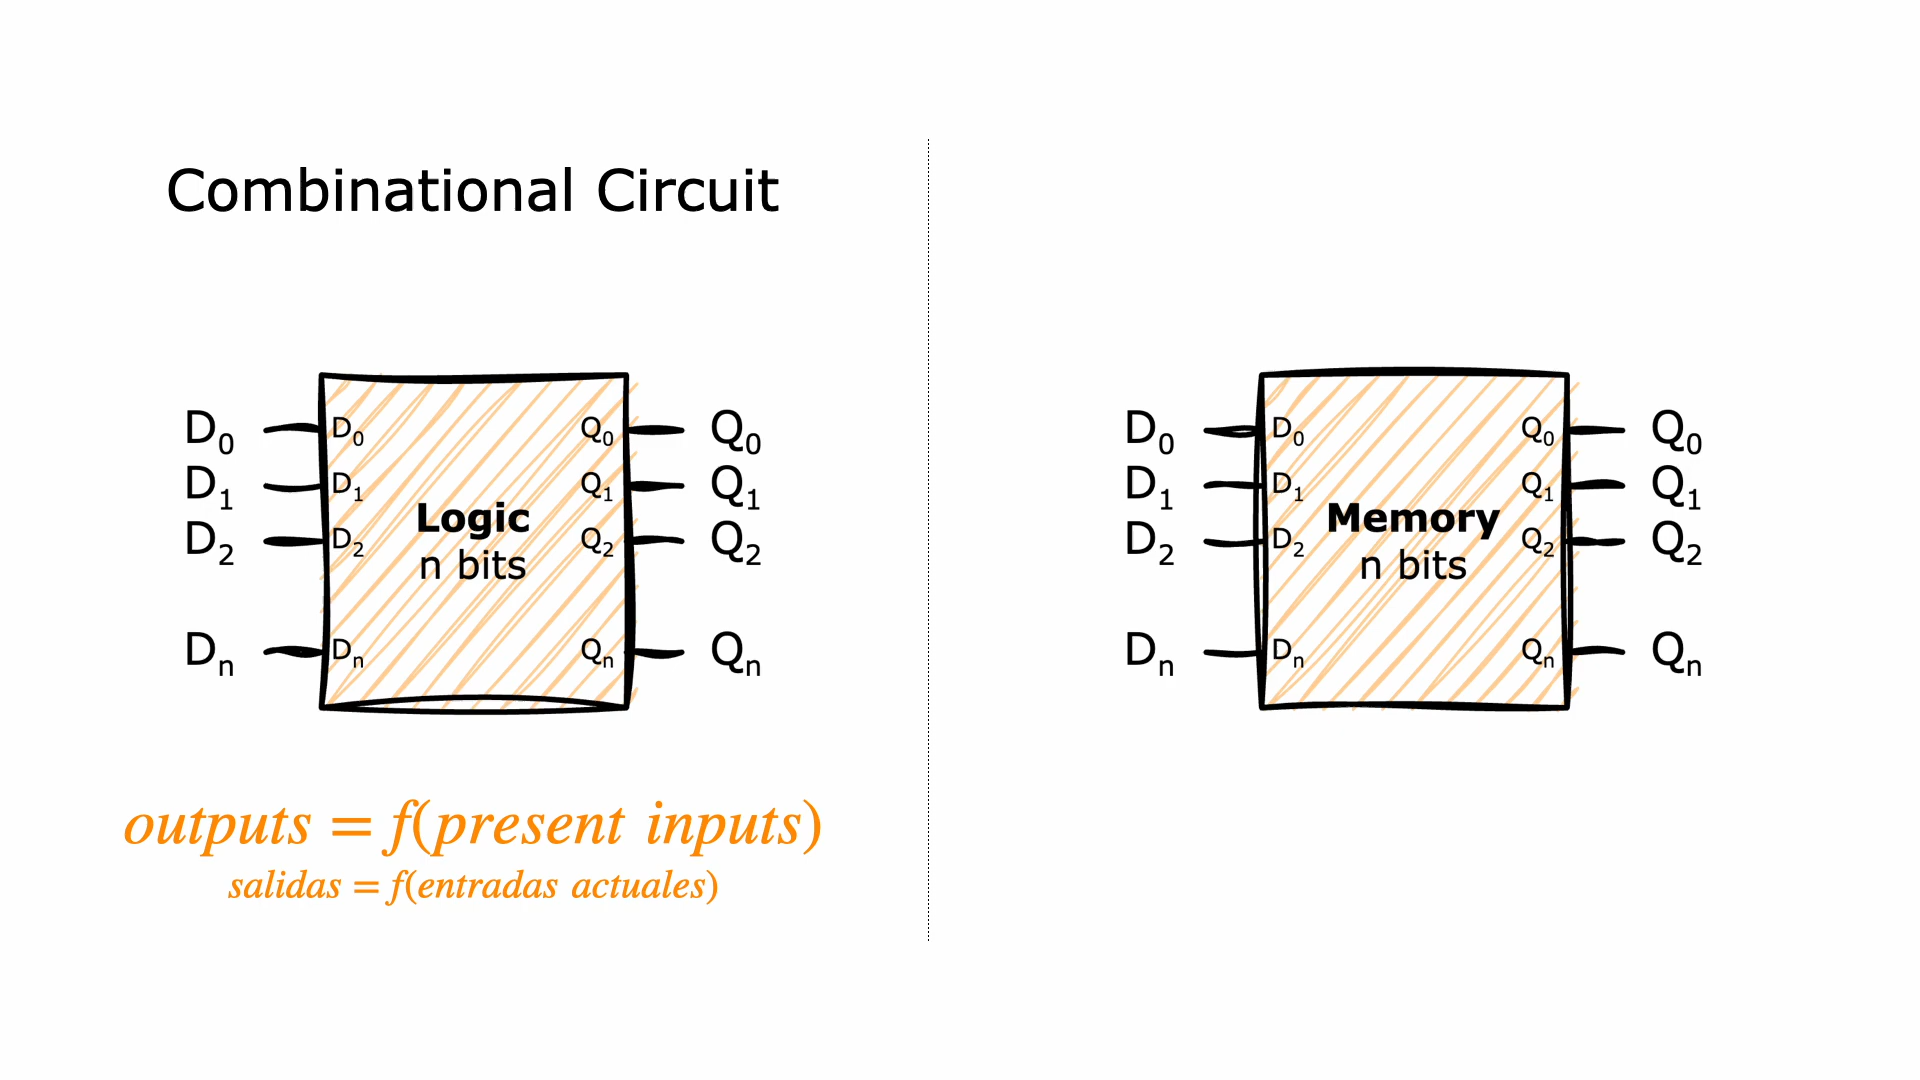 Combinational Circuit
D₀ D₀ Q₀ Q₀
D₁ D₁ Q₁ Q₁
Logic
D₂ D₂ Q₂ Q₂
n bits
Dₙ Dₙ Qₙ Qₙ
outputs = f(present inputs)
salidas = f(entradas actuales)
D₀ D₀ Q₀ Q₀
D₁ D₁ Q₁ Q₁
Memory
D₂ D₂ Q₂ Q₂
n bits
Dₙ Dₙ Qₙ Qₙ